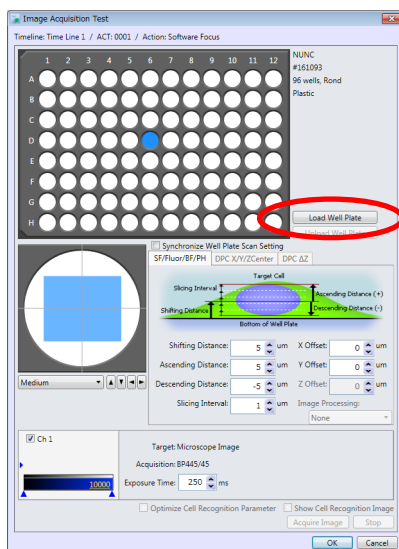 Image Acquisition Test
Timeline: Time Line 1 / ACT: 0001 / Action: Software Focus
1 2 3 4 5 6 7 8 9 10 11 12
A
B
C
D
E
F
G
H
NUNC
#161093
96 wells, Rond
Plastic
Load Well Plate
Unload Well Plate
Synchronize Well Plate Scan Setting
SF/Fluor/BF/PH DPC X/Y/ZCenter DPC ΔZ
Target Cell
Slicing Interval
Ascending Distance (+)
Shifting Distance
Descending Distance (-)
Bottom of Well Plate
Shifting Distance: 5 um X Offset: 0 um
Ascending Distance: 5 um Y Offset: 0 um
Descending Distance: -5 um Z Offset: 0 um
Slicing Interval: 1 um Image Processing:
None
Medium
Ch 1
Target: Microscope Image
Acquisition: BP445/45
10000
Exposure Time: 250 ms
Optimize Cell Recognition Parameter Show Cell Recognition Image
Acquire Image Stop
OK Cancel